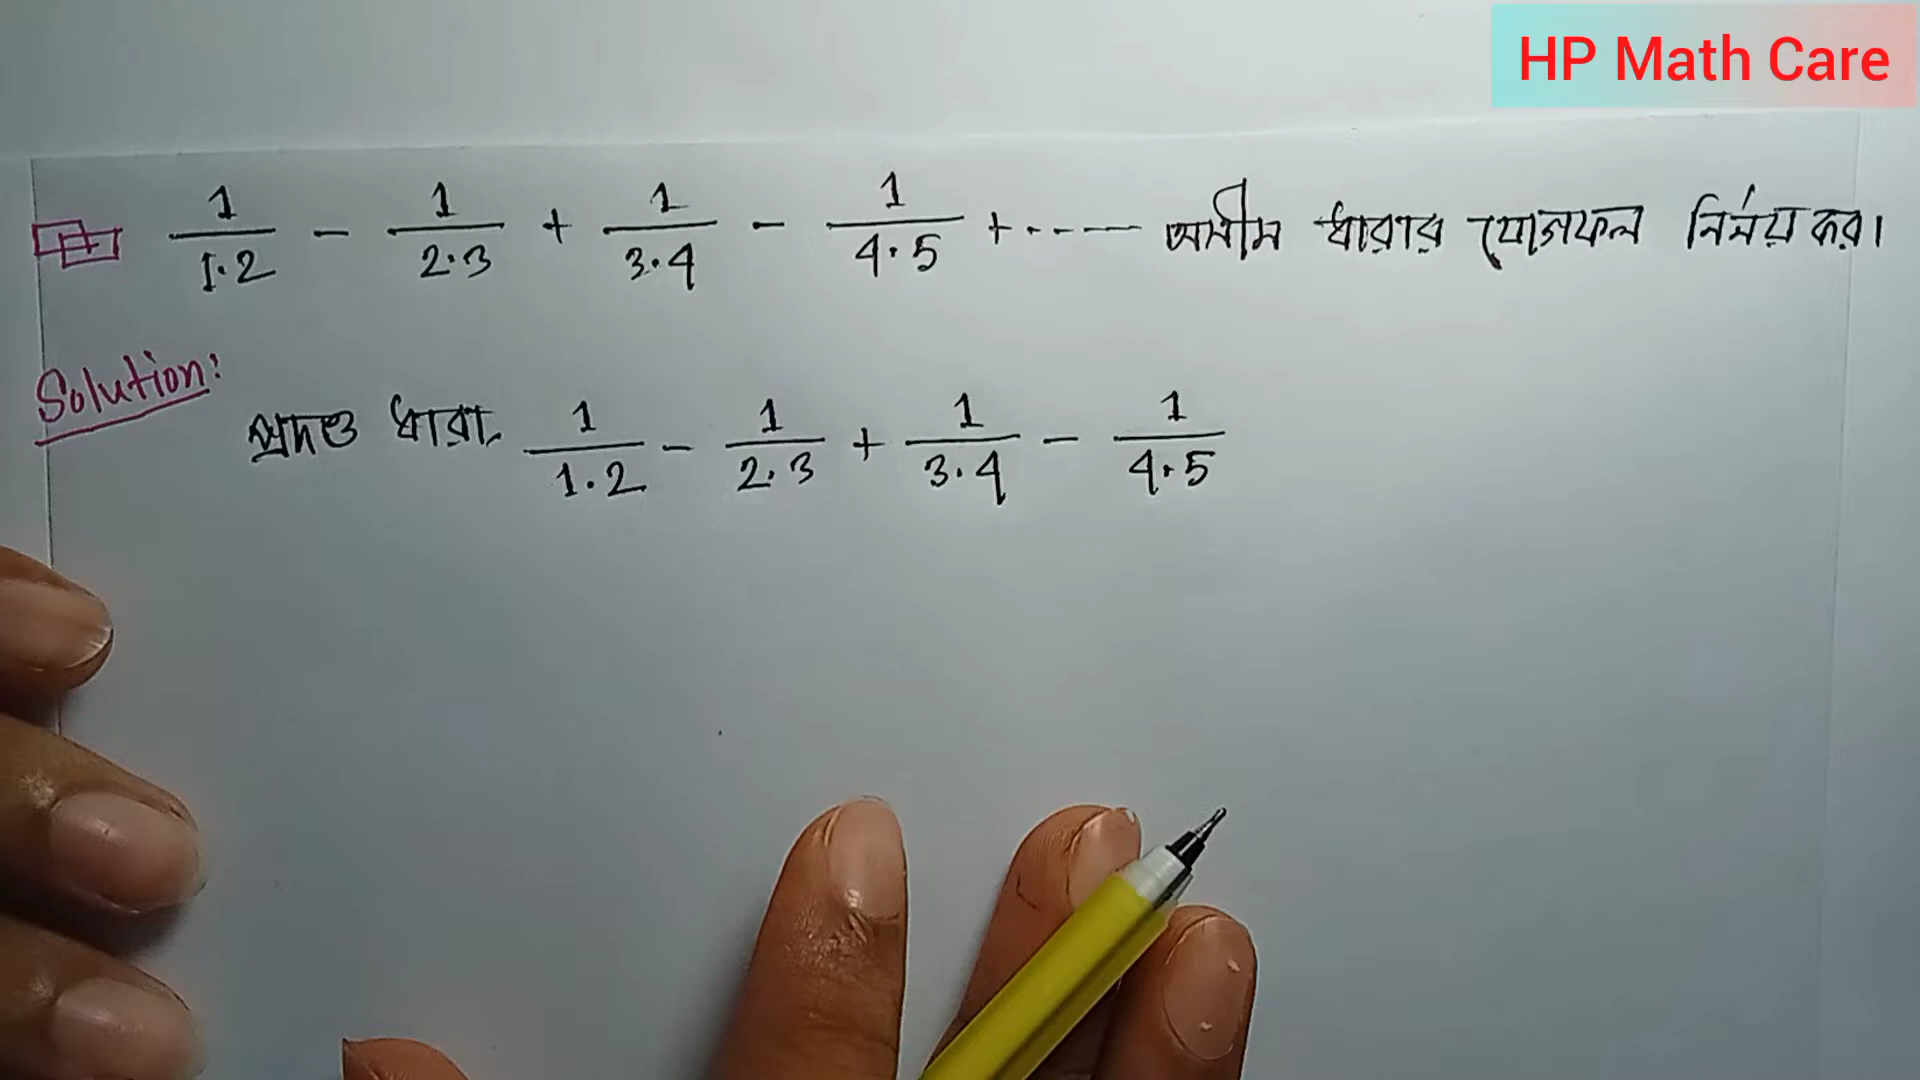 HP Math Care
1/1·2 - 1/2·3 + 1/3·4 - 1/4·5 + ····— অসীম ধারার যোগফল নির্নয় কর।
Solution:
প্রদত্ত ধারা, 1/1·2 - 1/2·3 + 1/3·4 - 1/4·5